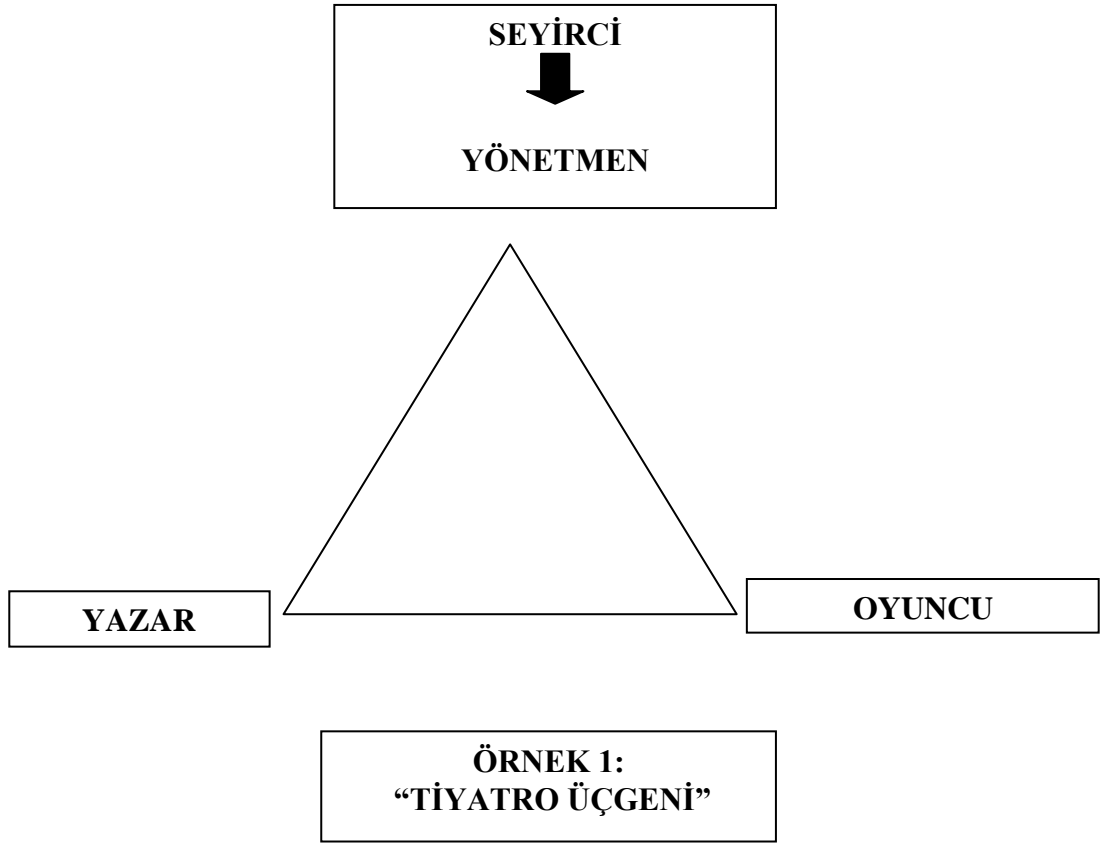 SEYİRCİ
YÖNETMEN
YAZAR
OYUNCU
ÖRNEK 1:
“TİYATRO ÜÇGENİ”